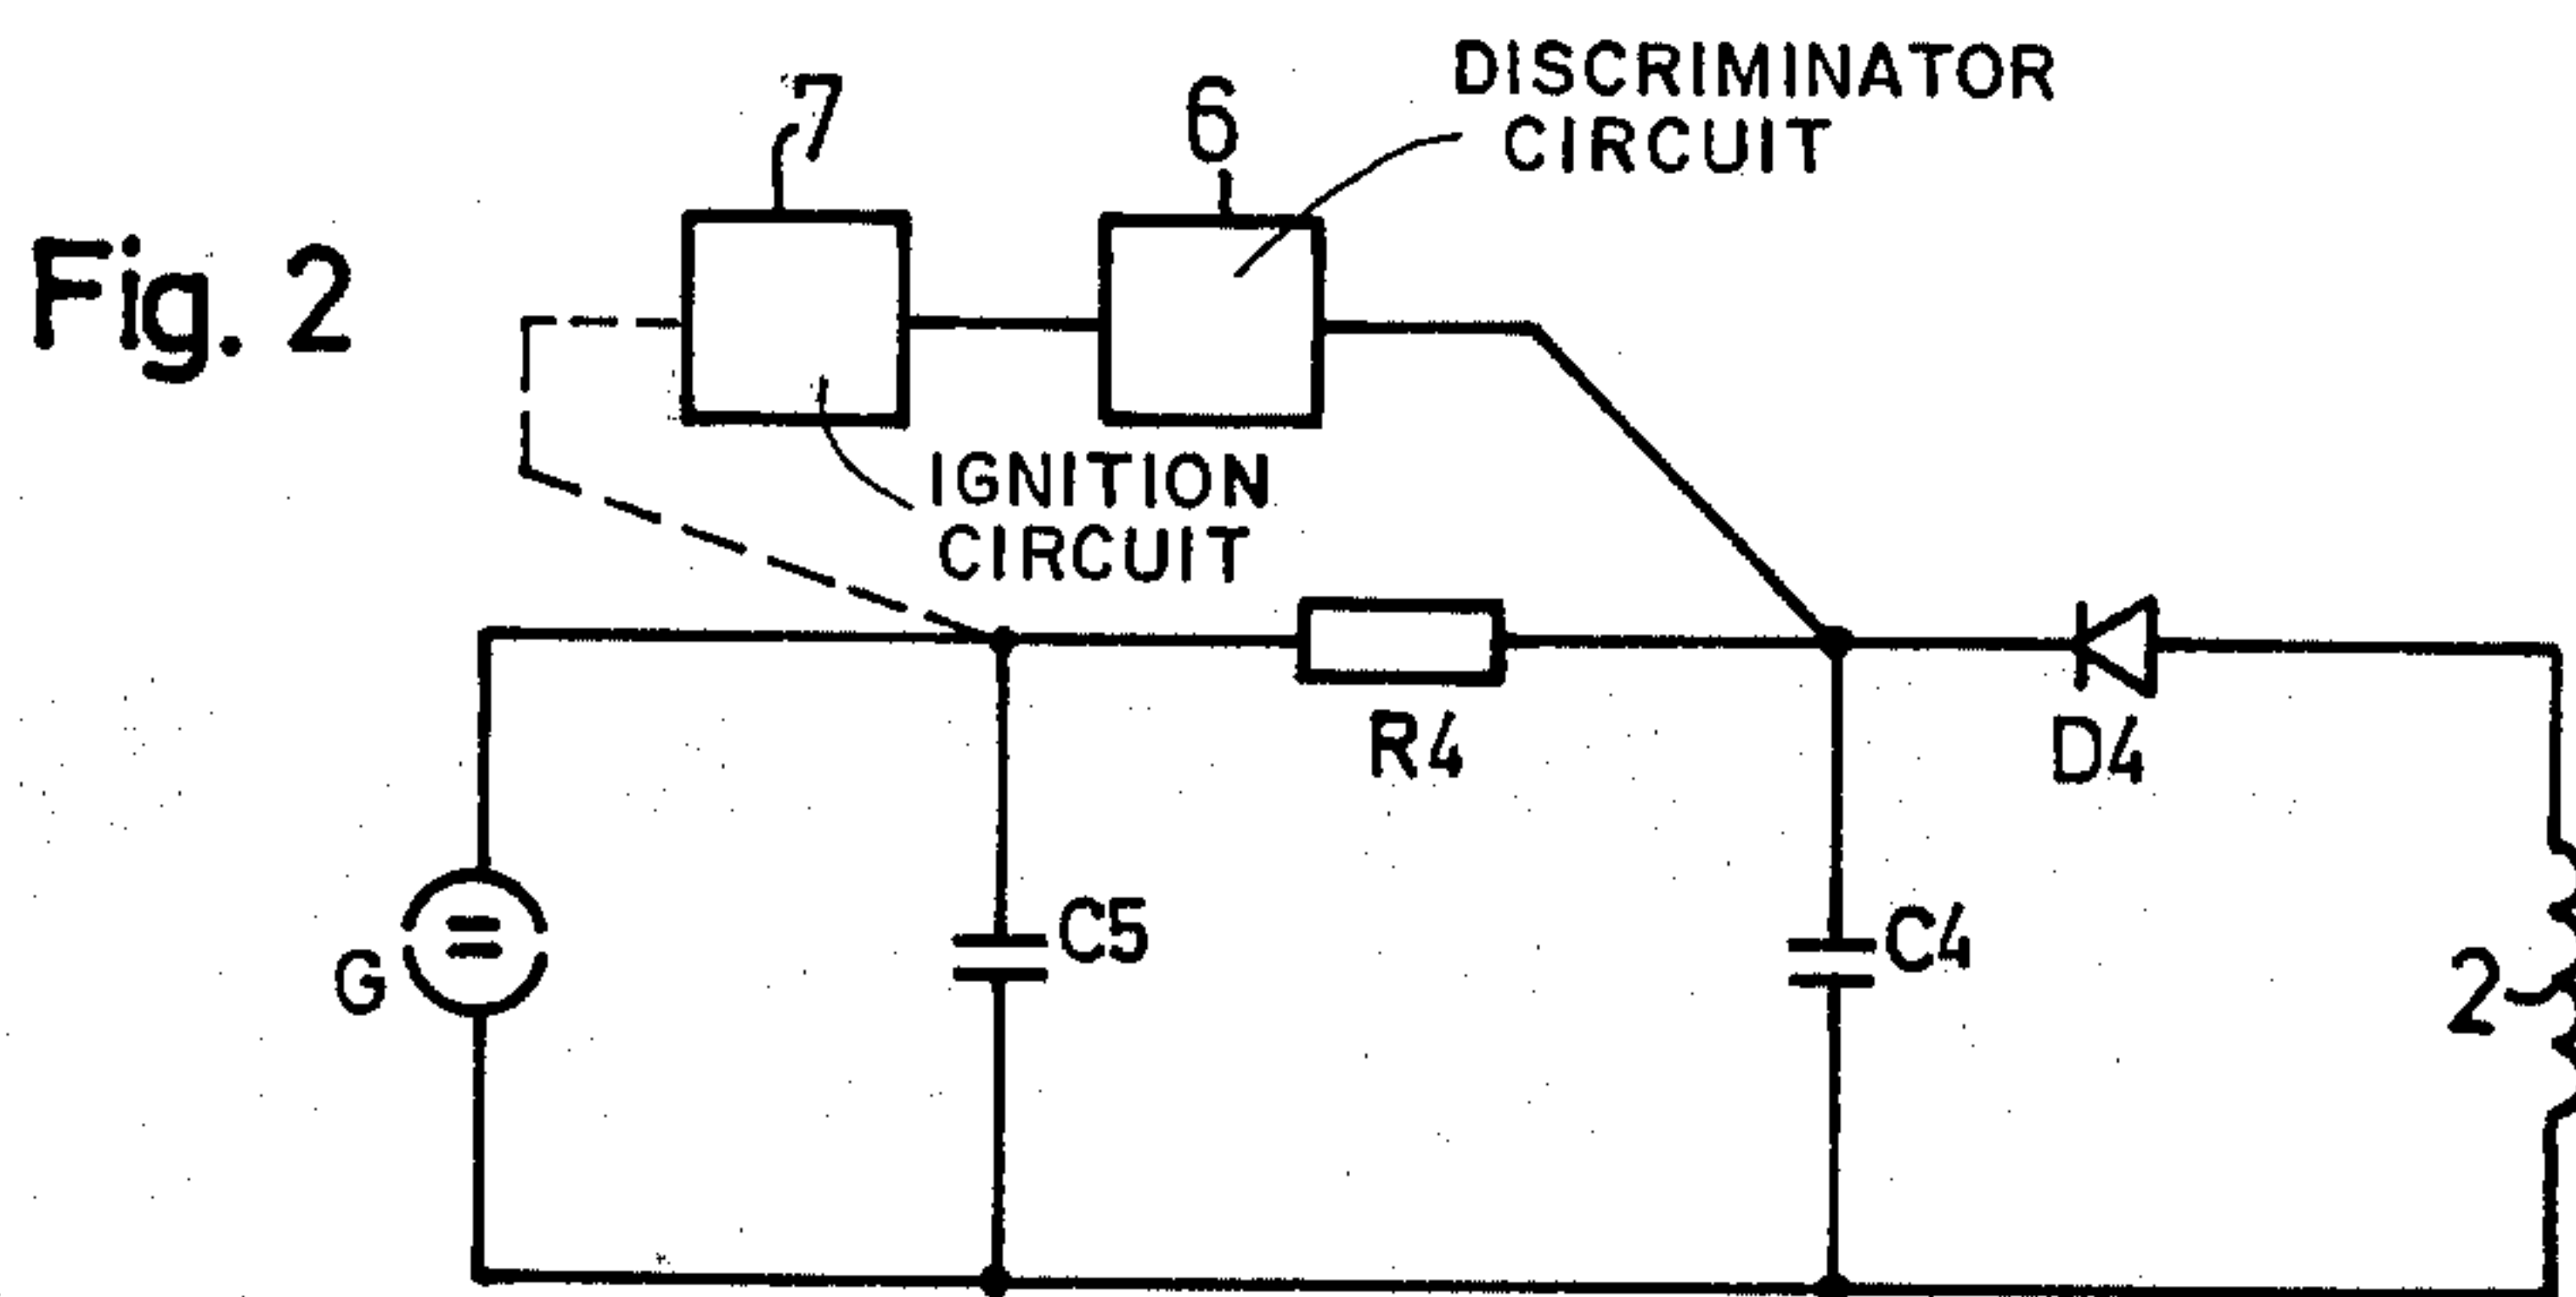 Fig. 2
7
6
DISCRIMINATOR
CIRCUIT
IGNITION
CIRCUIT
R4
D4
G
C5
C4
2